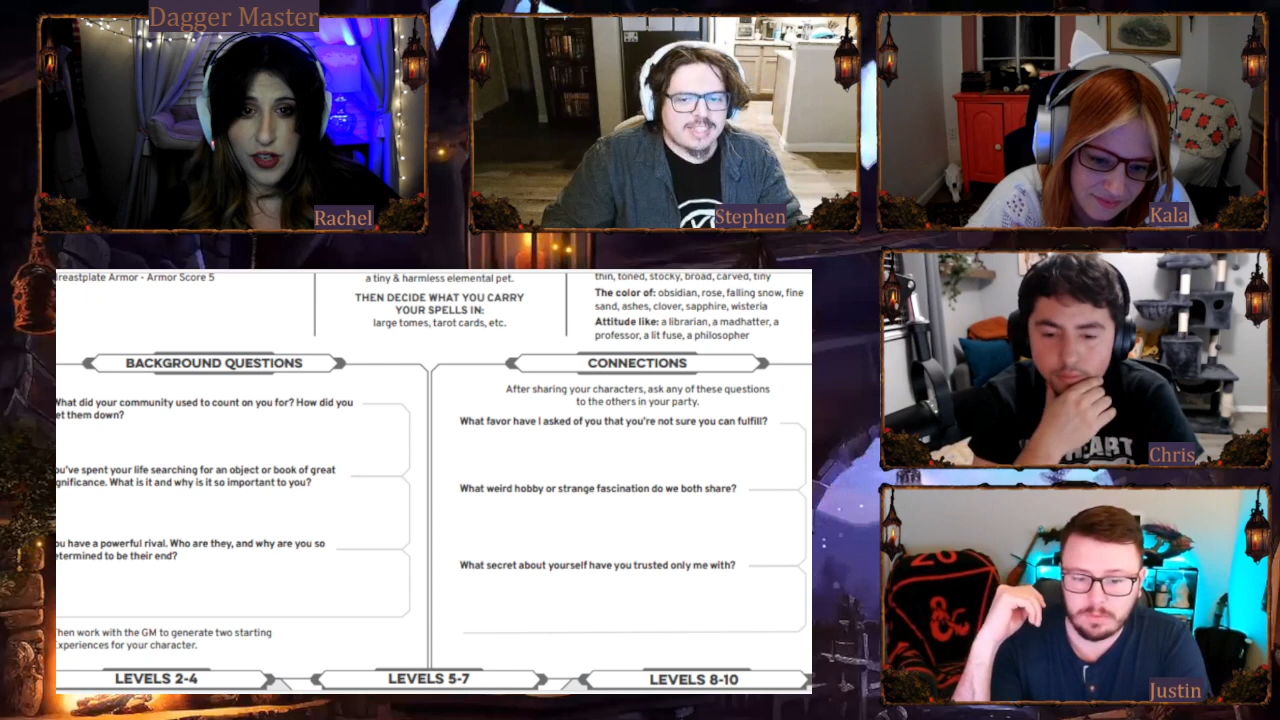 Dagger Master
Rachel
Stephen
Kala
Breastplate Armor - Armor Score 5
a tiny & harmless elemental pet.
THEN DECIDE WHAT YOU CARRY
YOUR SPELLS IN:
large tomes, tarot cards, etc.
thin, toned, stocky, broad, carved, tiny
The color of: obsidian, rose, falling snow, fine
sand, ashes, clover, sapphire, wisteria
Attitude like: a librarian, a madhatter, a
professor, a lit fuse, a philosopher
BACKGROUND QUESTIONS
What did your community used to count on you for? How did you
et them down?
ou've spent your life searching for an object or book of great
gnificance. What is it and why is it so important to you?
ou have a powerful rival. Who are they, and why are you so
etermined to be their end?
hen work with the GM to generate two starting
Experiences for your character.
CONNECTIONS
After sharing your characters, ask any of these questions
to the others in your party.
What favor have I asked of you that you're not sure you can fulfill?
What weird hobby or strange fascination do we both share?
What secret about yourself have you trusted only me with?
LEVELS 2-4
LEVELS 5-7
LEVELS 8-10
HEART
Chris
20
&
Justin